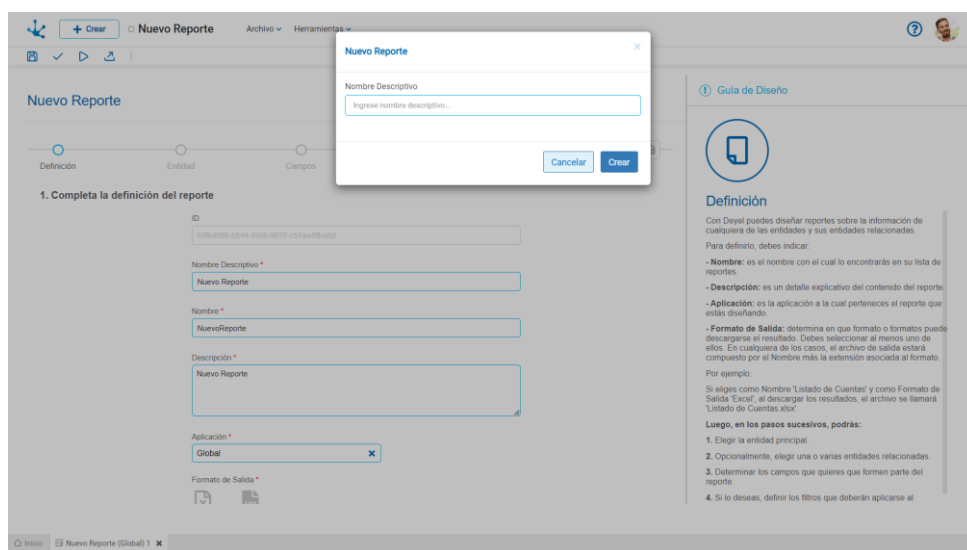 + Crear
Nuevo Reporte
Archivo
Herramientas
?
Nuevo Reporte
×
Nombre Descriptivo
Ingrese nombre descriptivo...
Cancelar
Crear
Nuevo Reporte
Definición
Entidad
Campos
1. Completa la definición del reporte
ID
Nombre Descriptivo *
Nuevo Reporte
Nombre *
NuevoReporte
Descripción *
Nuevo Reporte
Aplicación *
Global
Formato de Salida *
Guía de Diseño
Definición
Con Deyel puedes diseñar reportes sobre la información de
cualquiera de las entidades y sus entidades relacionadas.
Para definirlo, debes indicar:
- Nombre: es el nombre con el cual lo encontrarás en su lista de
reportes.
- Descripción: es un detalle explicativo del contenido del reporte.
- Aplicación: es la aplicación a la cual perteneces el reporte que
estás diseñando.
- Formato de Salida: determina en que formato o formatos puede
descargarse el resultado. Debes seleccionar al menos uno de
ellos. En cualquiera de los casos, el archivo de salida estará
compuesto por el Nombre más la extensión asociada al formato.
Por ejemplo:
Si eliges como Nombre 'Listado de Cuentas' y como Formato de
Salida 'Excel', al descargar los resultados, el archivo se llamará
'Listado de Cuentas.xlsx'
Luego, en los pasos sucesivos, podrás:
1. Elegir la entidad principal.
2. Opcionalmente, elegir una o varias entidades relacionadas.
3. Determinar los campos que quieres que formen parte del
reporte.
4. Si lo deseas, definir los filtros que deberán aplicarse al
Inicio
Nuevo Reporte (Global) 1